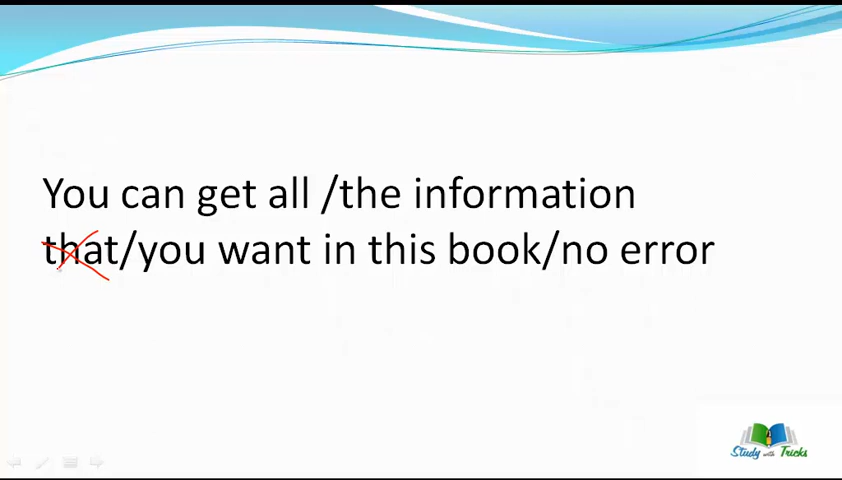 You can get all /the information
that/you want in this book/no error
Study with Tricks